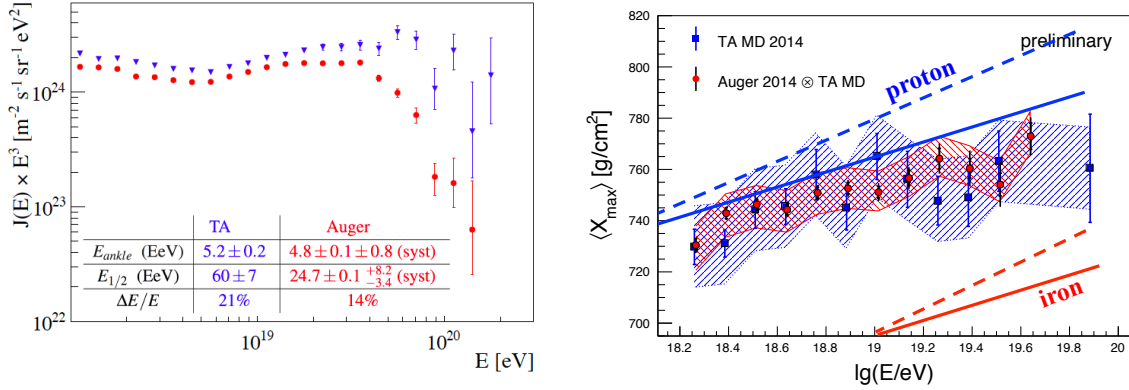 J(E) × E³ [m⁻² s⁻¹ sr⁻¹ eV²]
10²⁴
10²³
10²²
TA Auger
E_ankle (EeV) 5.2 ± 0.2 4.8 ± 0.1 ± 0.8 (syst)
E_1/2 (EeV) 60 ± 7 24.7 ± 0.1 +8.2 −3.4 (syst)
ΔE/E 21% 14%
10¹⁹ 10²⁰
E [eV]
⟨X_max⟩ [g/cm²]
820
800
780
760
740
720
700
TA MD 2014
Auger 2014 ⊗ TA MD
preliminary
proton
iron
18.2 18.4 18.6 18.8 19 19.2 19.4 19.6 19.8 20
lg(E/eV)